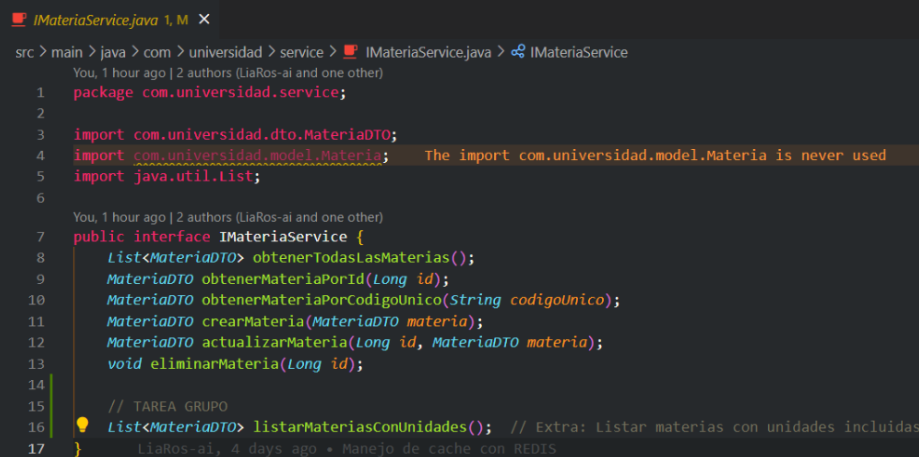 IMateriaService.java 1, M
src > main > java > com > universidad > service > IMateriaService.java > IMateriaService
You, 1 hour ago | 2 authors (LiaRos-ai and one other)
1 package com.universidad.service;
2
3 import com.universidad.dto.MateriaDTO;
4 import com.universidad.model.Materia; The import com.universidad.model.Materia is never used
5 import java.util.List;
6
You, 1 hour ago | 2 authors (LiaRos-ai and one other)
7 public interface IMateriaService {
8 List<MateriaDTO> obtenerTodasLasMaterias();
9 MateriaDTO obtenerMateriaPorId(Long id);
10 MateriaDTO obtenerMateriaPorCodigoUnico(String codigoUnico);
11 MateriaDTO crearMateria(MateriaDTO materia);
12 MateriaDTO actualizarMateria(Long id, MateriaDTO materia);
13 void eliminarMateria(Long id);
14
15 // TAREA GRUPO
16 List<MateriaDTO> listarMateriasConUnidades(); // Extra: Listar materias con unidades incluidas
17 } LiaRos-ai, 4 days ago • Manejo de cache con REDIS